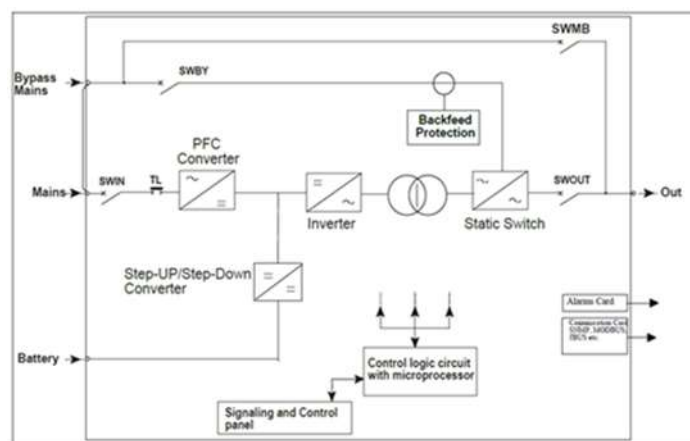 SWMB
Bypass
Mains
SWBY
Backfeed
Protection
PFC
Converter
Mains
SWIN
TL
SWOUT
Out
Inverter
Static Switch
Step-UP/Step-Down
Converter
Alarms Card
Battery
Control logic circuit
with microprocessor
Signaling and Control
panel